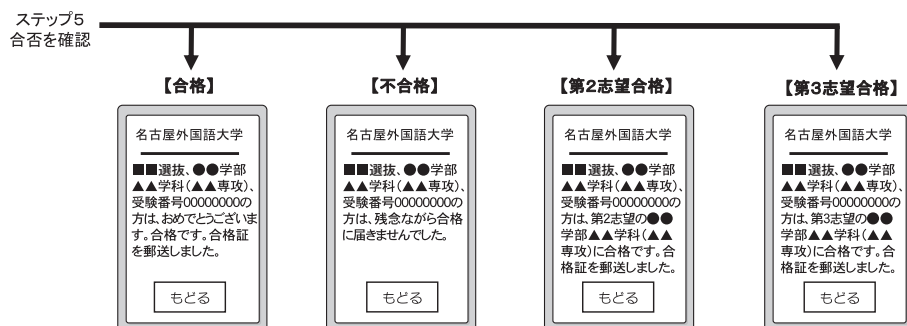 ステップ5
合否を確認
【合格】
名古屋外国語大学
■■選抜、●●学部
▲▲学科(▲▲専攻)、
受験番号00000000の
方は、おめでとうございま
す。合格です。合格証
を郵送しました。
もどる
【不合格】
名古屋外国語大学
■■選抜、●●学部
▲▲学科(▲▲専攻)、
受験番号00000000の
方は、残念ながら合格
に届きませんでした。
もどる
【第2志望合格】
名古屋外国語大学
■■選抜、●●学部
▲▲学科(▲▲専攻)、
受験番号00000000の
方は、第2志望の●●
学部▲▲学科(▲▲
専攻)に合格です。合
格証を郵送しました。
もどる
【第3志望合格】
名古屋外国語大学
■■選抜、●●学部
▲▲学科(▲▲専攻)、
受験番号00000000の
方は、第3志望の●●
学部▲▲学科(▲▲
専攻)に合格です。合
格証を郵送しました。
もどる